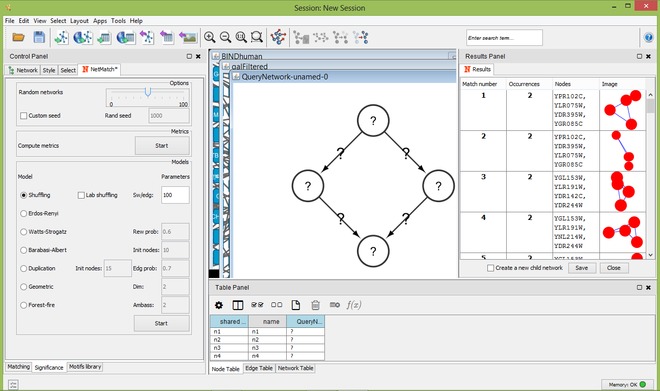 Session: New Session
File Edit View Select Layout Apps Tools Help
Enter search term...
Control Panel
Network Style Select NetMatch*
Options
Random networks
0 100
Custom seed Rand seed 1000
Metrics
Compute metrics Start
Models
Model Parameters
Shuffling Lab shuffling Sw/edg: 100
Erdos-Renyi
Watts-Strogatz Rew prob: 0.6
Barabasi-Albert Init nodes: 10
Duplication Init nodes: 15 Edg prob: 0.7
Geometric Dim: 2
Forest-fire Ambass: 2
Start
Matching Significance Motifs library
BINDhuman
galFiltered
QueryNetwork-unamed-0
?
? ?
? ?
? ?
?
Results Panel
Results
Match number Occurrences Nodes Image
1 2 YPR102C,
YLR075W,
YDR395W,
YGR085C
2 2 YPR102C,
YDR395W,
YLR075W,
YGR085C
3 2 YGL153W,
YLR191W,
YDR142C,
YDR244W
4 2 YGL153W,
YLR191W,
YNL214W,
YDR244W
5 2
Create a new child network Save Close
Table Panel
f(x)
shared ... name QueryN...
n1 n1 ?
n2 n2 ?
n3 n3 ?
n4 n4 ?
Node Table Edge Table Network Table
Memory: OK